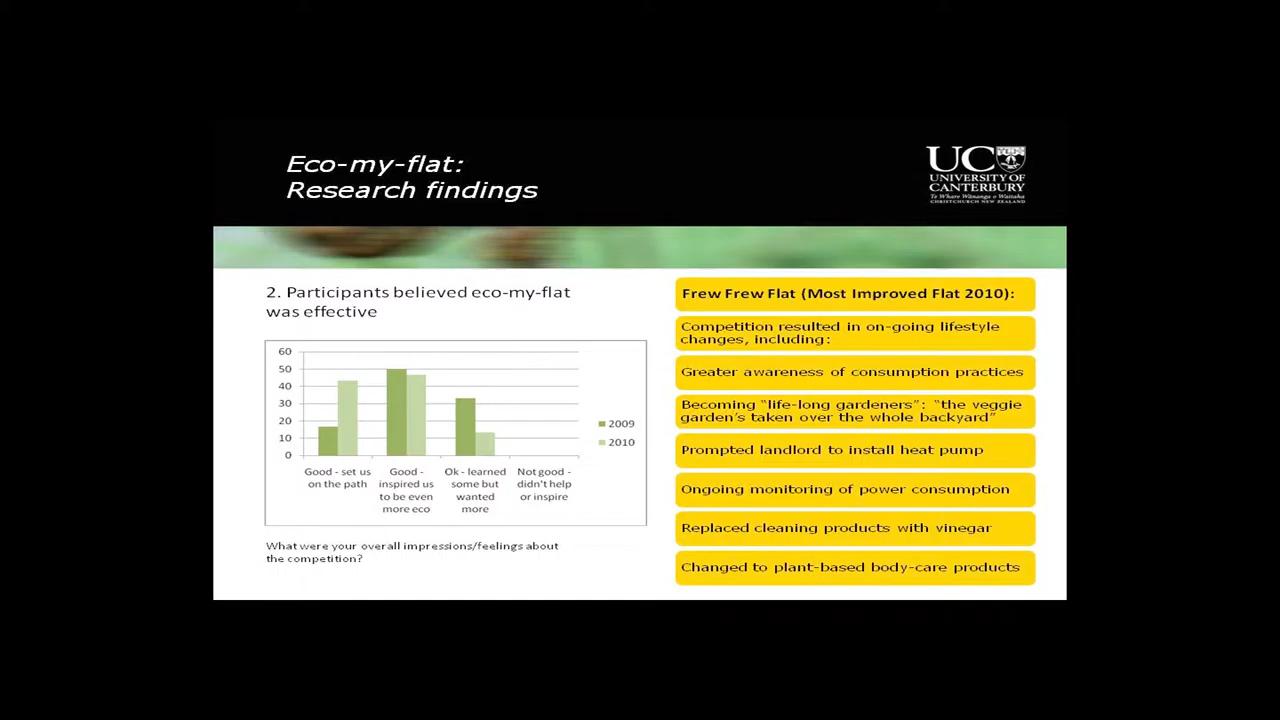 Eco-my-flat:
Research findings
UC
UNIVERSITY OF
CANTERBURY
Te Whare Wānanga o Waitaha
CHRISTCHURCH NEW ZEALAND
2. Participants believed eco-my-flat
was effective
60
50
40
30
20
10
0
Good - set us
on the path
Good -
inspired us
to be even
more eco
Ok - learned
some but
wanted
more
Not good -
didn't help
or inspire
2009
2010
What were your overall impressions/feelings about
the competition?
Frew Frew Flat (Most Improved Flat 2010):
Competition resulted in on-going lifestyle
changes, including:
Greater awareness of consumption practices
Becoming “life-long gardeners”: “the veggie
garden’s taken over the whole backyard”
Prompted landlord to install heat pump
Ongoing monitoring of power consumption
Replaced cleaning products with vinegar
Changed to plant-based body-care products